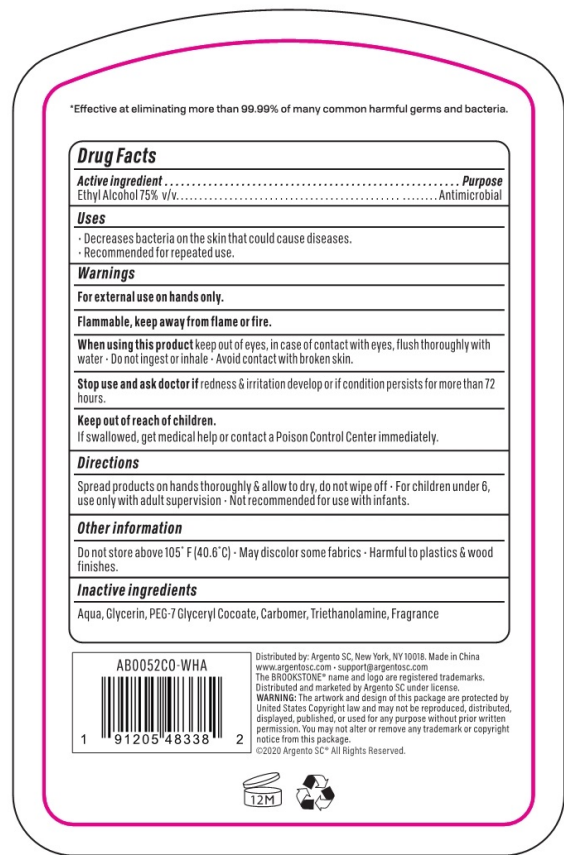 *Effective at eliminating more than 99.99% of many common harmful germs and bacteria.
Drug Facts
Active ingredient ..................................................... Purpose
Ethyl Alcohol 75% v/v.................................................. Antimicrobial
Uses
· Decreases bacteria on the skin that could cause diseases.
· Recommended for repeated use.
Warnings
For external use on hands only.
Flammable, keep away from flame or fire.
When using this product keep out of eyes, in case of contact with eyes, flush thoroughly with
water · Do not ingest or inhale · Avoid contact with broken skin.
Stop use and ask doctor if redness & irritation develop or if condition persists for more than 72
hours.
Keep out of reach of children.
If swallowed, get medical help or contact a Poison Control Center immediately.
Directions
Spread products on hands thoroughly & allow to dry, do not wipe off · For children under 6,
use only with adult supervision · Not recommended for use with infants.
Other information
Do not store above 105° F (40.6°C) · May discolor some fabrics · Harmful to plastics & wood
finishes.
Inactive ingredients
Aqua, Glycerin, PEG-7 Glyceryl Cocoate, Carbomer, Triethanolamine, Fragrance
AB0052CO-WHA
1 91205 48338 2
Distributed by: Argento SC, New York, NY 10018. Made in China
www.argentosc.com • support@argentosc.com
The BROOKSTONE® name and logo are registered trademarks.
Distributed and marketed by Argento SC under license.
WARNING: The artwork and design of this package are protected by
United States Copyright law and may not be reproduced, distributed,
displayed, published, or used for any purpose without prior written
permission. You may not alter or remove any trademark or copyright
notice from this package.
©2020 Argento SC® All Rights Reserved.
12M